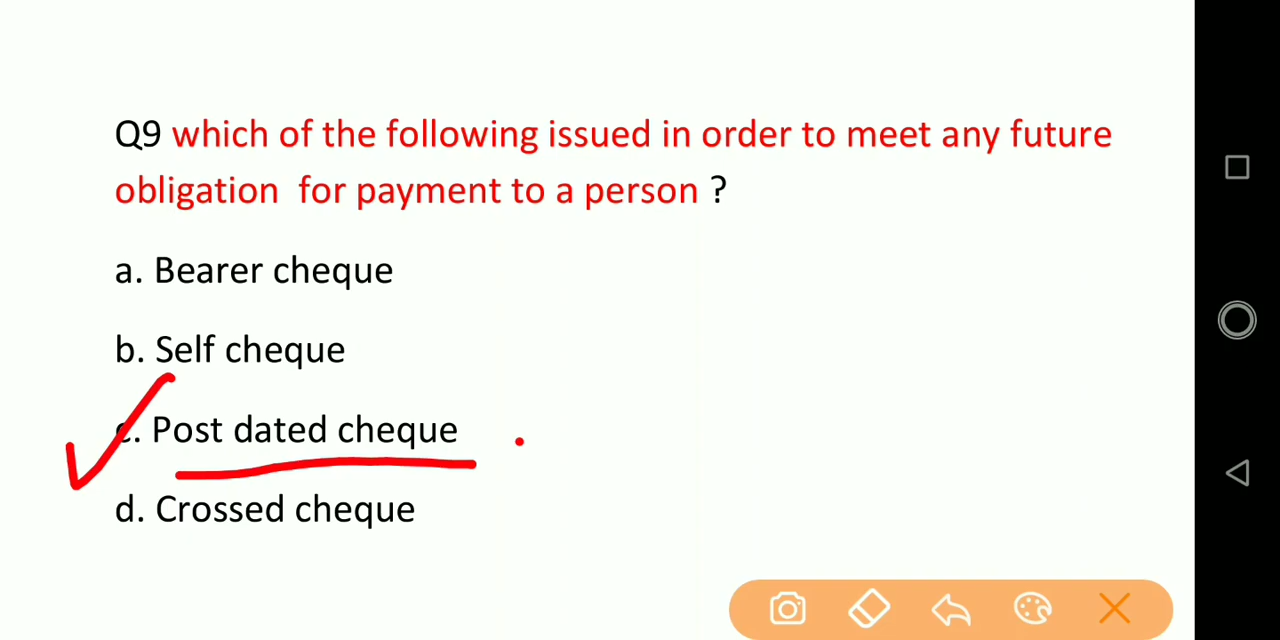 Q9 which of the following issued in order to meet any future
obligation for payment to a person ?
a. Bearer cheque
b. Self cheque
c. Post dated cheque
d. Crossed cheque